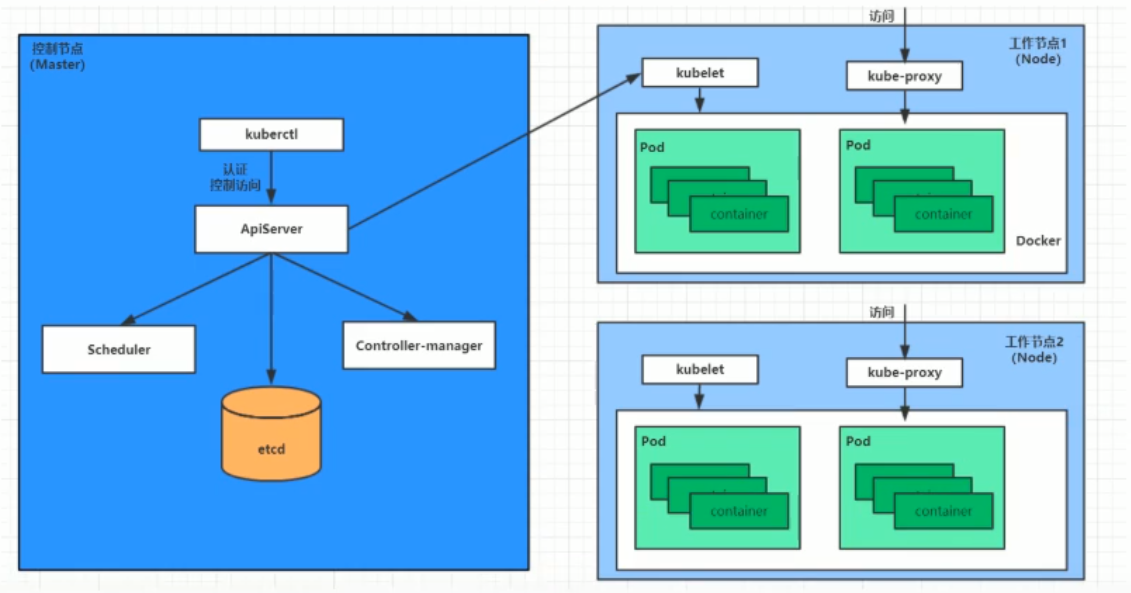 控制节点
(Master)
kuberctl
认证
控制访问
ApiServer
Scheduler
Controller-manager
etcd
访问
工作节点1
(Node)
kubelet
kube-proxy
Pod
container
Pod
container
Docker
访问
工作节点2
(Node)
kubelet
kube-proxy
Pod
container
Pod
container